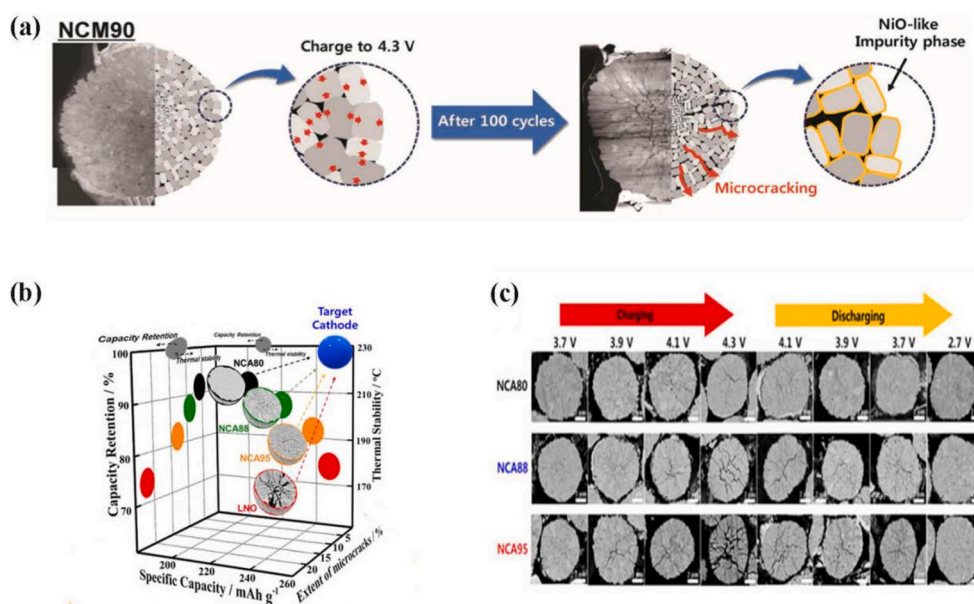 (a)
NCM90
Charge to 4.3 V
After 100 cycles
Microcracking
NiO-like
Impurity phase
(b)
Target
Cathode
Capacity Retention
Thermal stability
Capacity Retention
Thermal stability
NCA80
NCA88
NCA95
LNO
Capacity Retention / %
100
90
80
70
Thermal Stability / °C
230
210
190
170
Specific Capacity / mAh g⁻¹
200
220
240
260
Extent of microcracks / %
20
15
10
5
(c)
Charging
Discharging
3.7 V 3.9 V 4.1 V 4.3 V 4.1 V 3.9 V 3.7 V 2.7 V
NCA80
NCA88
NCA95